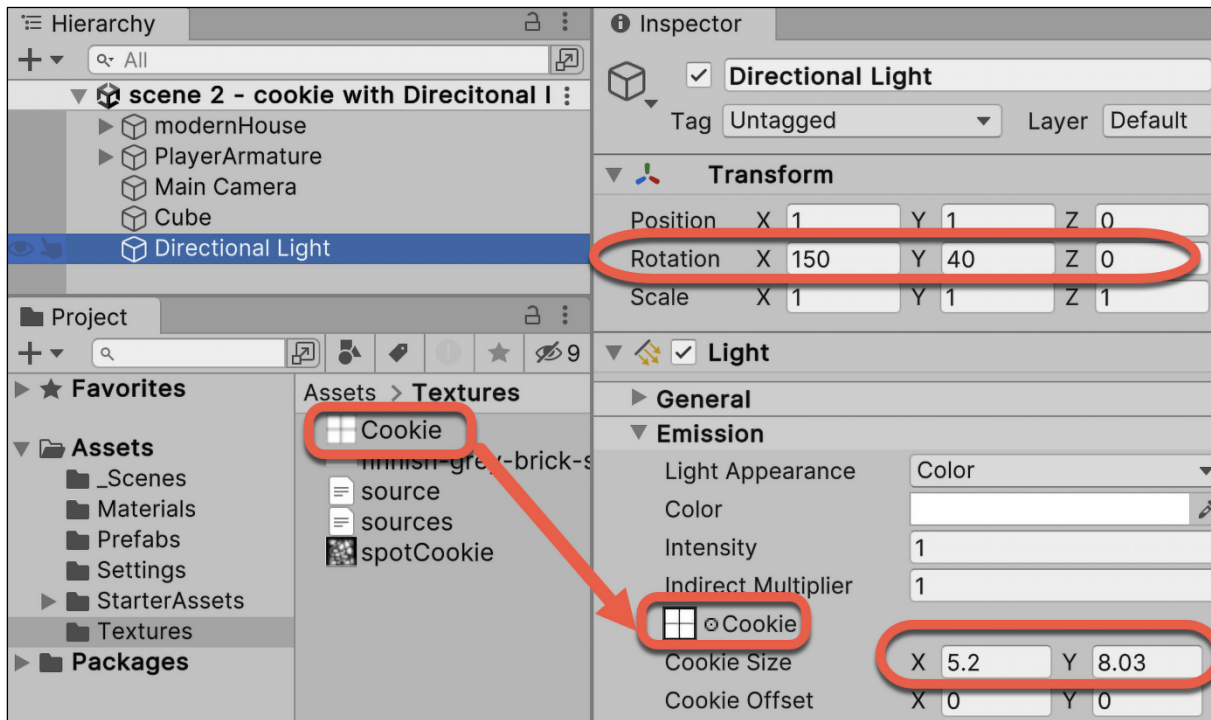 Hierarchy
All
scene 2 - cookie with Direcitonal l
modernHouse
PlayerArmature
Main Camera
Cube
Directional Light
Project
9
Favorites
Assets
_Scenes
Materials
Prefabs
Settings
StarterAssets
Textures
Packages
Assets > Textures
Cookie
finnish-grey-brick-s
source
sources
spotCookie
Inspector
Directional Light
Tag Untagged Layer Default
Transform
Position X 1 Y 1 Z 0
Rotation X 150 Y 40 Z 0
Scale X 1 Y 1 Z 1
Light
General
Emission
Light Appearance Color
Color
Intensity 1
Indirect Multiplier 1
Cookie
Cookie Size X 5.2 Y 8.03
Cookie Offset X 0 Y 0